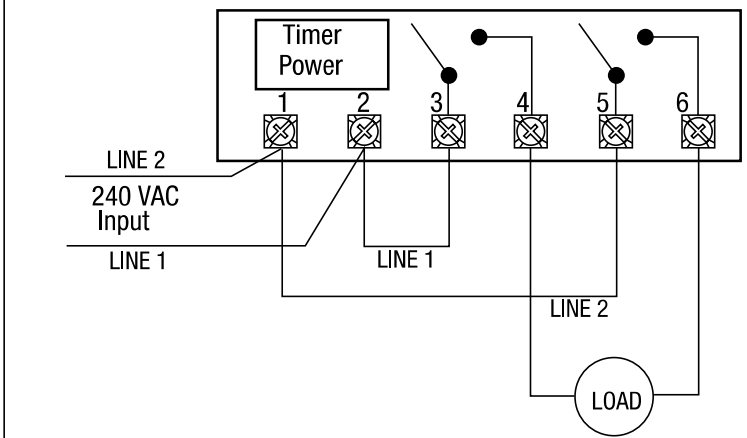 Timer
Power
1 2 3 4 5 6
LINE 2
240 VAC
Input
LINE 1
LINE 1
LINE 2
LOAD